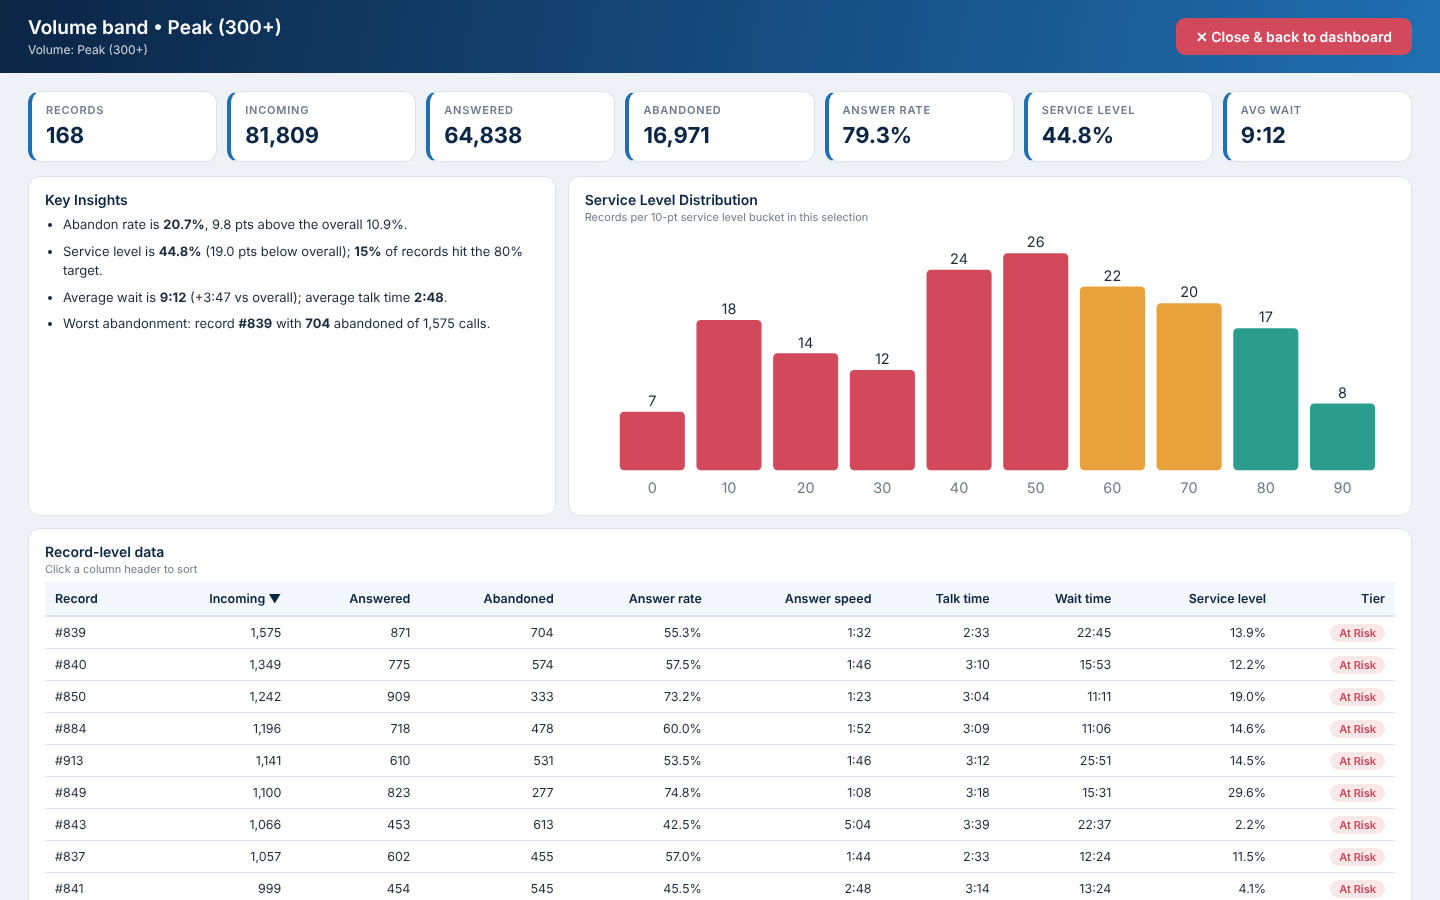 Volume band • Peak (300+)
Volume: Peak (300+)
✕ Close & back to dashboard
RECORDS
168
INCOMING
81,809
ANSWERED
64,838
ABANDONED
16,971
ANSWER RATE
79.3%
SERVICE LEVEL
44.8%
AVG WAIT
9:12
Key Insights
• Abandon rate is 20.7%, 9.8 pts above the overall 10.9%.
• Service level is 44.8% (19.0 pts below overall); 15% of records hit the 80%
target.
• Average wait is 9:12 (+3:47 vs overall); average talk time 2:48.
• Worst abandonment: record #839 with 704 abandoned of 1,575 calls.
Service Level Distribution
Records per 10-pt service level bucket in this selection
7 18 14 12 24 26 22 20 17 8
0 10 20 30 40 50 60 70 80 90
Record-level data
Click a column header to sort
Record Incoming ▼ Answered Abandoned Answer rate Answer speed Talk time Wait time Service level Tier
#839 1,575 871 704 55.3% 1:32 2:33 22:45 13.9% At Risk
#840 1,349 775 574 57.5% 1:46 3:10 15:53 12.2% At Risk
#850 1,242 909 333 73.2% 1:23 3:04 11:11 19.0% At Risk
#884 1,196 718 478 60.0% 1:52 3:09 11:06 14.6% At Risk
#913 1,141 610 531 53.5% 1:46 3:12 25:51 14.5% At Risk
#849 1,100 823 277 74.8% 1:08 3:18 15:31 29.6% At Risk
#843 1,066 453 613 42.5% 5:04 3:39 22:37 2.2% At Risk
#837 1,057 602 455 57.0% 1:44 2:33 12:24 11.5% At Risk
#841 999 454 545 45.5% 2:48 3:14 13:24 4.1% At Risk